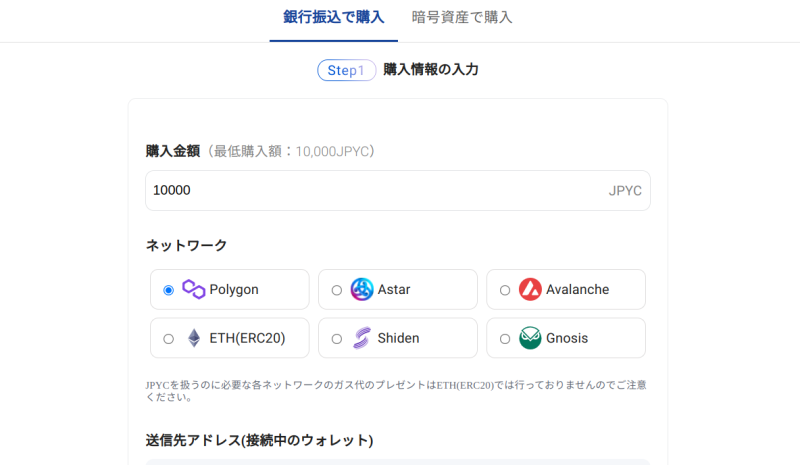 銀行振込で購入 暗号資産で購入
Step1 購入情報の入力
購入金額（最低購入額：10,000JPYC）
10000 JPYC
ネットワーク
Polygon Astar Avalanche
ETH(ERC20) Shiden Gnosis
JPYCを扱うのに必要な各ネットワークのガス代のプレゼントはETH(ERC20)では行っておりませんのでご注意
ください。
送信先アドレス(接続中のウォレット)